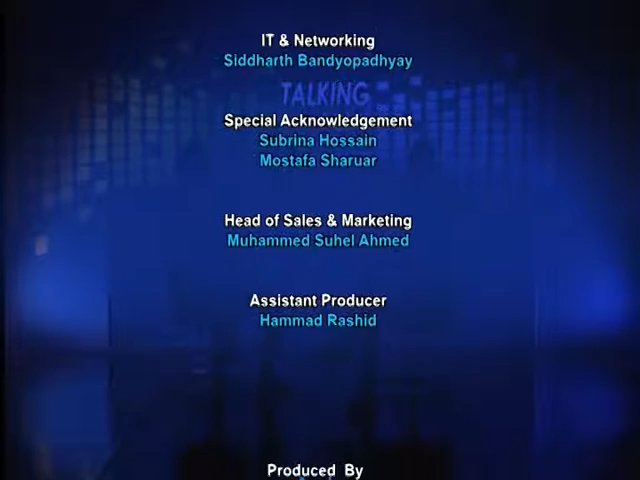 IT & Networking
Siddharth Bandyopadhyay
TALKING
Special Acknowledgement
Subrina Hossain
Mostafa Sharuar
Head of Sales & Marketing
Muhammed Suhel Ahmed
Assistant Producer
Hammad Rashid
Produced By